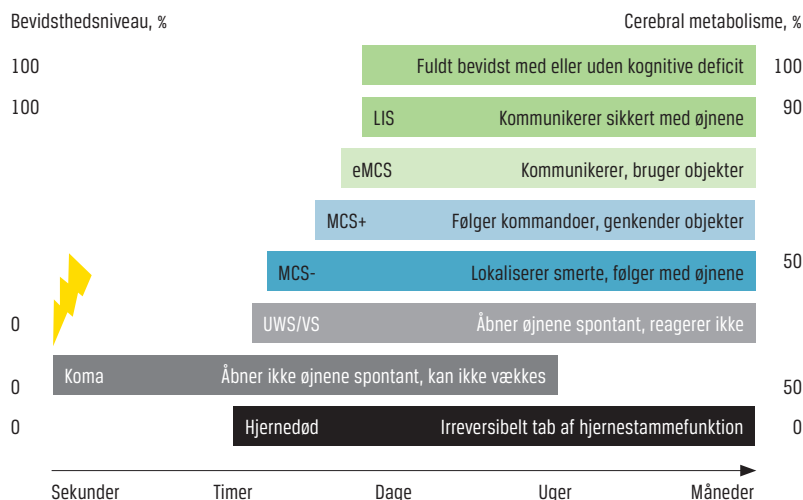 Bevidsthedsniveau, % Cerebral metabolisme, %
100 Fuldt bevidst med eller uden kognitive deficit 100
100 LIS Kommunikerer sikkert med øjnene 90
eMCS Kommunikerer, bruger objekter
MCS+ Følger kommandoer, genkender objekter
MCS- Lokaliserer smerte, følger med øjnene 50
0 UWS/VS Åbner øjnene spontant, reagerer ikke
0 Koma Åbner ikke øjnene spontant, kan ikke vækkes 50
0 Hjernedød Irreversibelt tab af hjernestammefunktion 0
Sekunder Timer Dage Uger Måneder